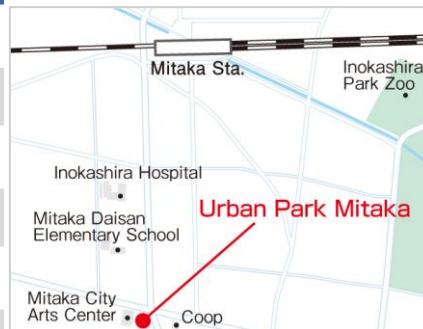 Mitaka Sta.
Inokashira
Park Zoo
Inokashira Hospital
Urban Park Mitaka
Mitaka Daisan
Elementary School
Mitaka City
Arts Center
Coop